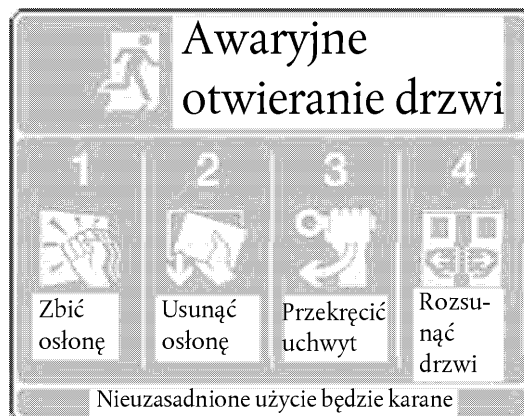 Awaryjne
otwieranie drzwi
1 2 3 4
Zbić
osłonę
Usunąć
osłonę
Przekręcić
uchwyt
Rozsu-
nąć
drzwi
Nieuzasadnione użycie będzie karane